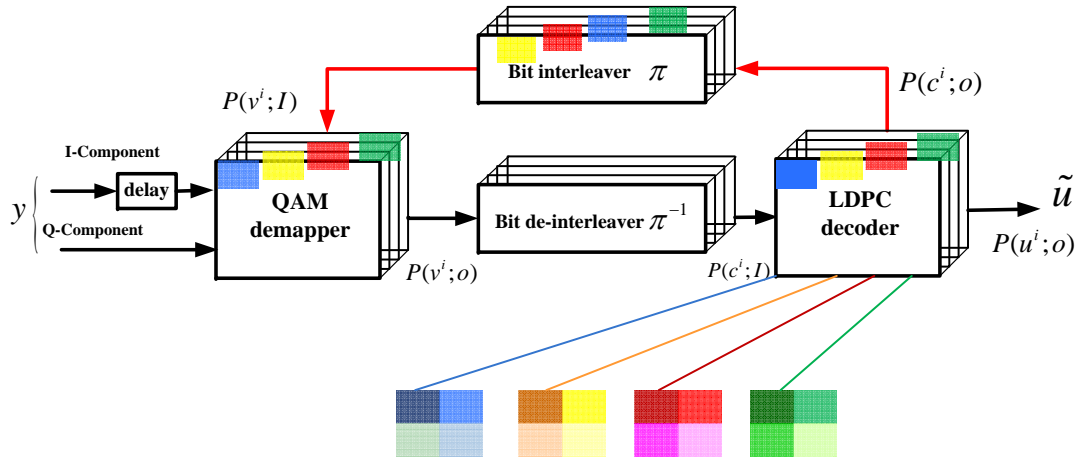 Bit interleaver π
P(v^i;I)
P(c^i;o)
I-Component
delay
y
Q-Component
QAM
demapper
Bit de-interleaver π^{-1}
LDPC
decoder
ũ
P(v^i;o)
P(c^i;I)
P(u^i;o)